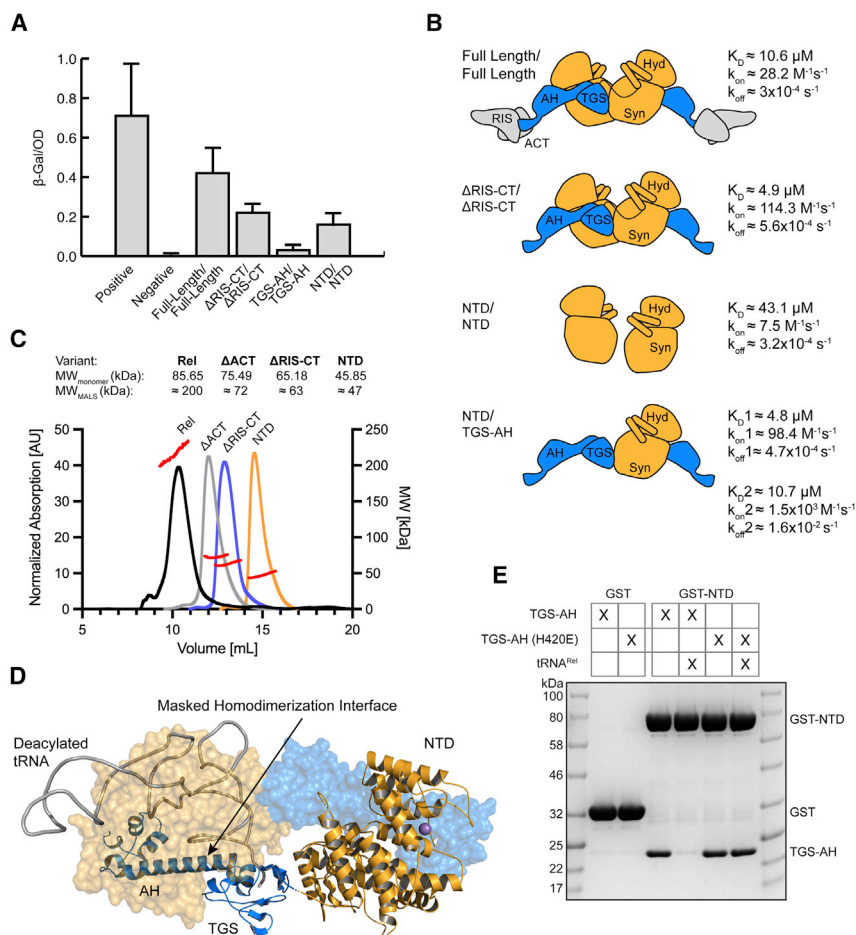 A
β-Gal/OD
1.0
0.8
0.6
0.4
0.2
0.0
Positive
Negative
Full-Length/
Full-Length
ΔRIS-CT/
ΔRIS-CT
TGS-AH/
TGS-AH
NTD/
NTD
B
Full Length/
Full Length
AH
TGS
Hyd
Syn
RIS
ACT
K_D ≈ 10.6 µM
k_on ≈ 28.2 M⁻¹s⁻¹
k_off ≈ 3x10⁻⁴ s⁻¹
ΔRIS-CT/
ΔRIS-CT
AH
TGS
Hyd
Syn
K_D ≈ 4.9 µM
k_on ≈ 114.3 M⁻¹s⁻¹
k_off ≈ 5.6x10⁻⁴ s⁻¹
NTD/
NTD
Hyd
Syn
K_D ≈ 43.1 µM
k_on ≈ 7.5 M⁻¹s⁻¹
k_off ≈ 3.2x10⁻⁴ s⁻¹
NTD/
TGS-AH
AH
TGS
Hyd
Syn
K_D1 ≈ 4.8 µM
k_on1 ≈ 98.4 M⁻¹s⁻¹
k_off1 ≈ 4.7x10⁻⁴ s⁻¹
K_D2 ≈ 10.7 µM
k_on2 ≈ 1.5x10³ M⁻¹s⁻¹
k_off2 ≈ 1.6x10⁻² s⁻¹
C
Variant: Rel ΔACT ΔRIS-CT NTD
MW_monomer (kDa): 85.65 75.49 65.18 45.85
MW_MALS (kDa): ≈ 200 ≈ 72 ≈ 63 ≈ 47
Rel
ΔACT
ΔRIS-CT
NTD
Normalized Absorption [AU]
50
40
30
20
10
0
MW [kDa]
250
200
150
100
50
0
5 10 15 20
Volume [mL]
D
Masked Homodimerization Interface
Deacylated
tRNA
NTD
AH
TGS
E
GST GST-NTD
TGS-AH X X X
TGS-AH (H420E) X X X
tRNA^Rel X X
kDa
100
80
58
46
32
25
22
17
GST-NTD
GST
TGS-AH